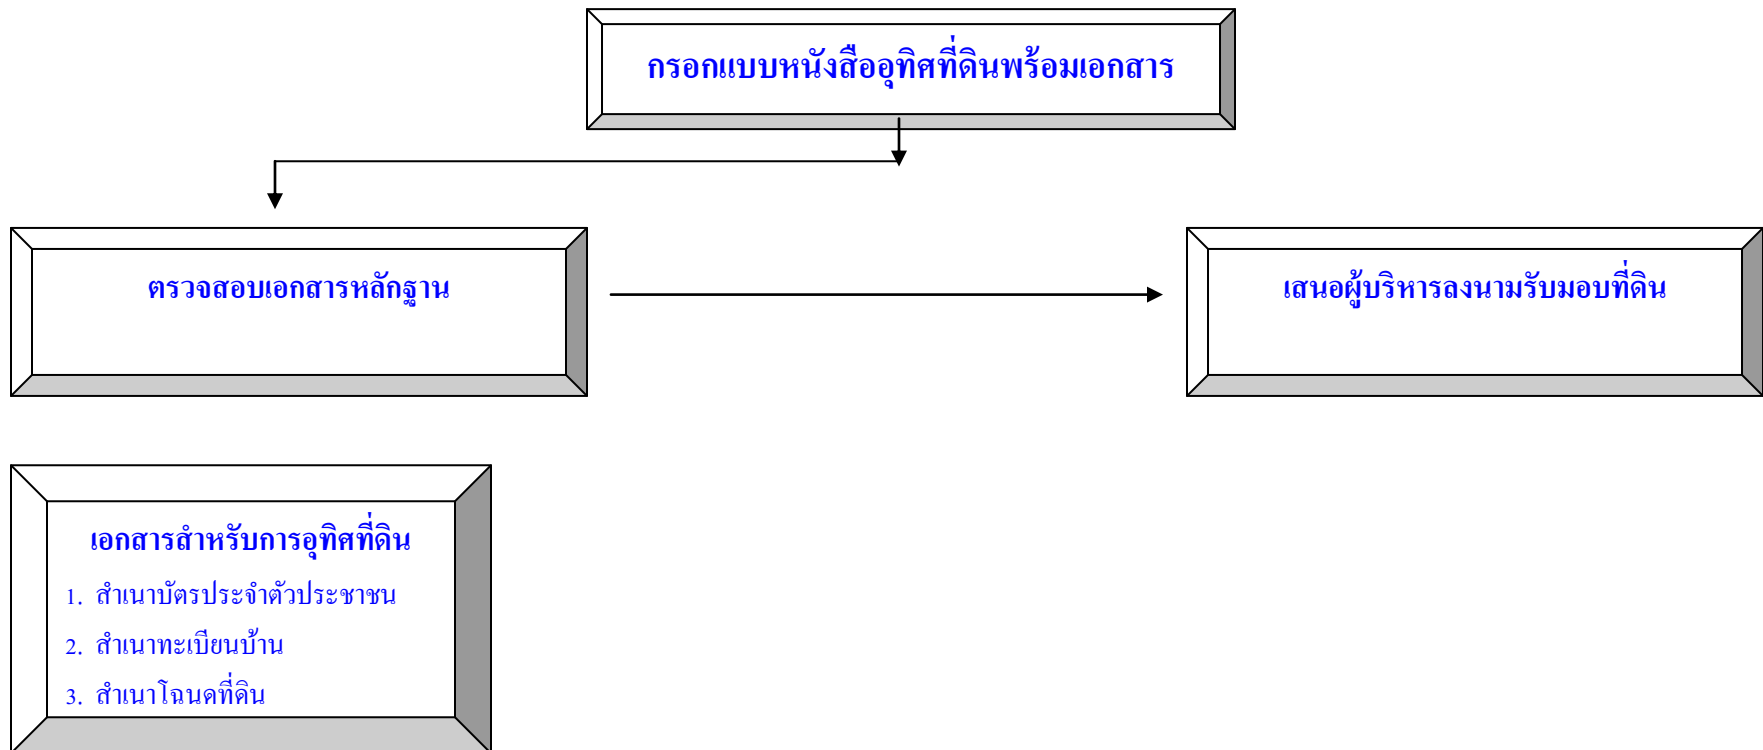 กรอกแบบหนังสืออุทิศที่ดินพร้อมเอกสาร
ตรวจสอบเอกสารหลักฐาน
เสนอผู้บริหารลงนามรับมอบที่ดิน
เอกสารสำหรับการอุทิศที่ดิน
1. สำเนาบัตรประจำตัวประชาชน
2. สำเนาทะเบียนบ้าน
3. สำเนาโฉนดที่ดิน